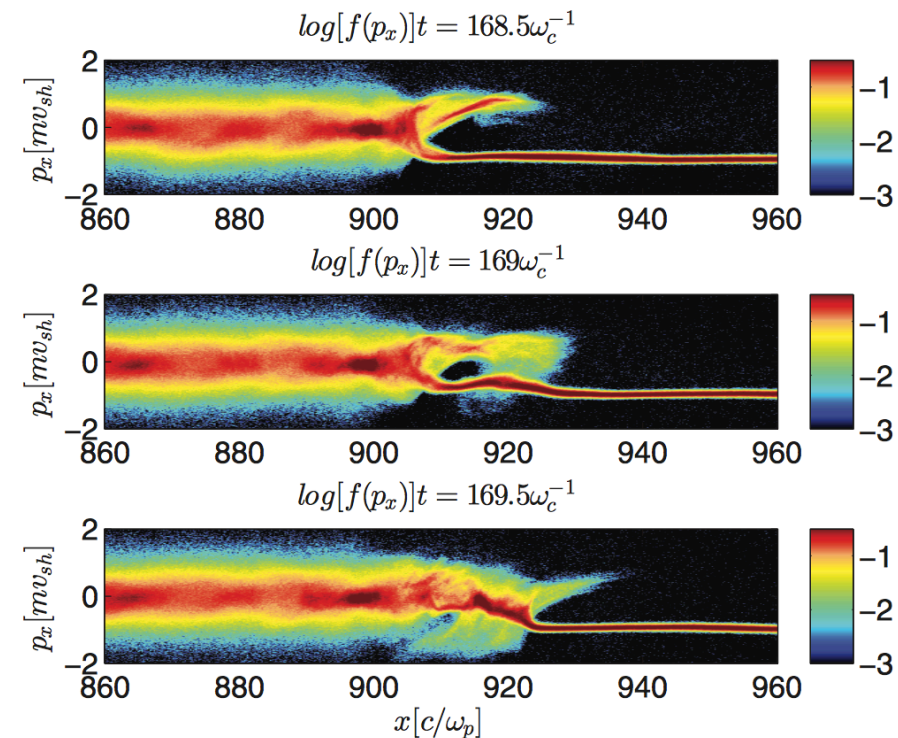 log[f(pₓ)]t = 168.5ω_c⁻¹
pₓ[mv_sh]
2
0
−2
860 880 900 920 940 960
−1
−2
−3
log[f(pₓ)]t = 169ω_c⁻¹
pₓ[mv_sh]
2
0
−2
860 880 900 920 940 960
−1
−2
−3
log[f(pₓ)]t = 169.5ω_c⁻¹
pₓ[mv_sh]
2
0
−2
860 880 900 920 940 960
−1
−2
−3
x[c/ω_p]